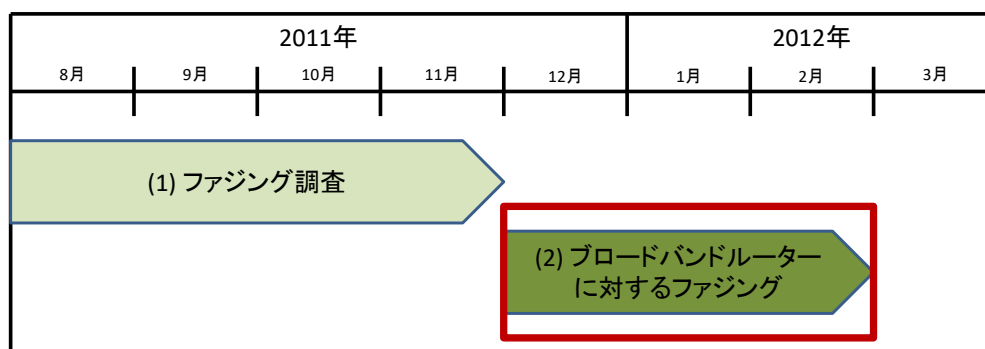 2011年 2012年
8月 9月 10月 11月 12月 1月 2月 3月
(1) ファジング調査
(2) ブロードバンドルーター
に対するファジング